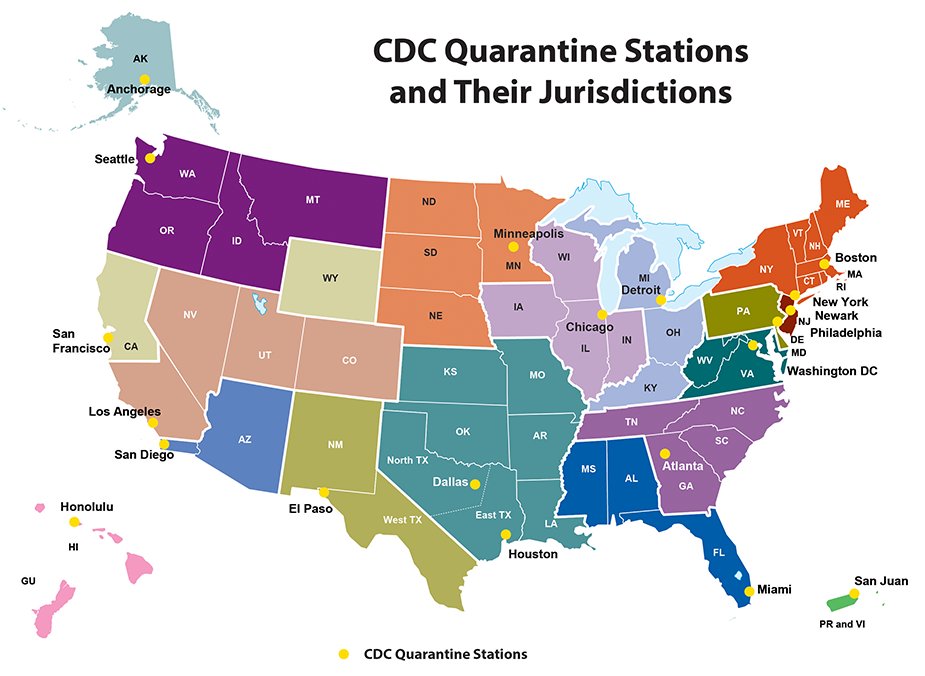 CDC Quarantine Stations
and Their Jurisdictions
AK
Anchorage
Seattle
WA
MT
OR
ID
WY
ND
SD
NE
Minneapolis
MN
WI
IA
MI
Detroit
Chicago
IL
IN
OH
KY
ME
VT
NH
NY
Boston
MA
CT
RI
New York
Newark
NJ
PA
Philadelphia
DE
MD
Washington DC
WV
VA
San
Francisco
CA
NV
UT
CO
Los Angeles
San Diego
AZ
NM
El Paso
KS
MO
OK
AR
North TX
Dallas
East TX
West TX
LA
Houston
TN
NC
SC
Atlanta
GA
MS
AL
FL
Miami
Honolulu
HI
GU
San Juan
PR and VI
CDC Quarantine Stations